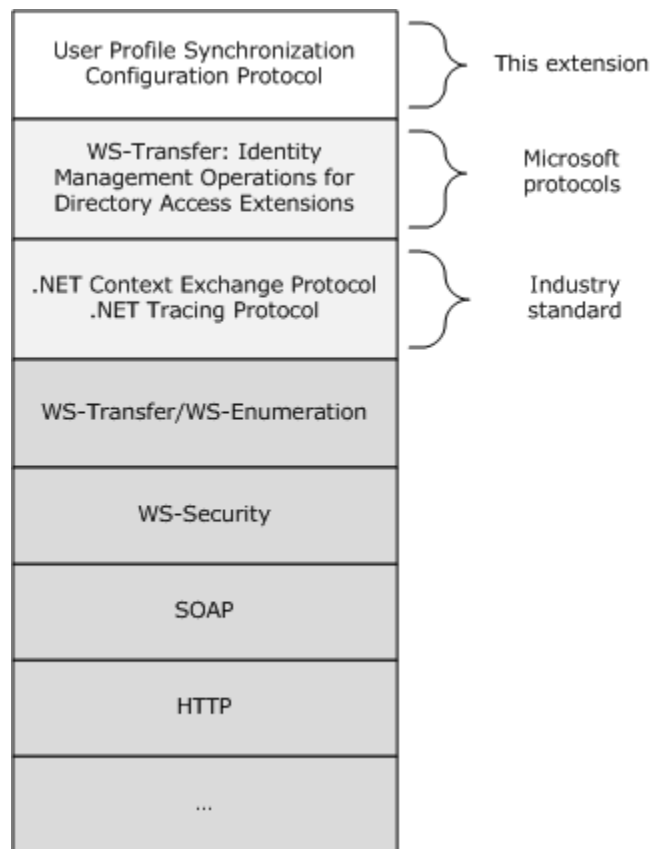 User Profile Synchronization
Configuration Protocol
This extension
WS-Transfer: Identity
Management Operations for
Directory Access Extensions
Microsoft
protocols
.NET Context Exchange Protocol
.NET Tracing Protocol
Industry
standard
WS-Transfer/WS-Enumeration
WS-Security
SOAP
HTTP
...